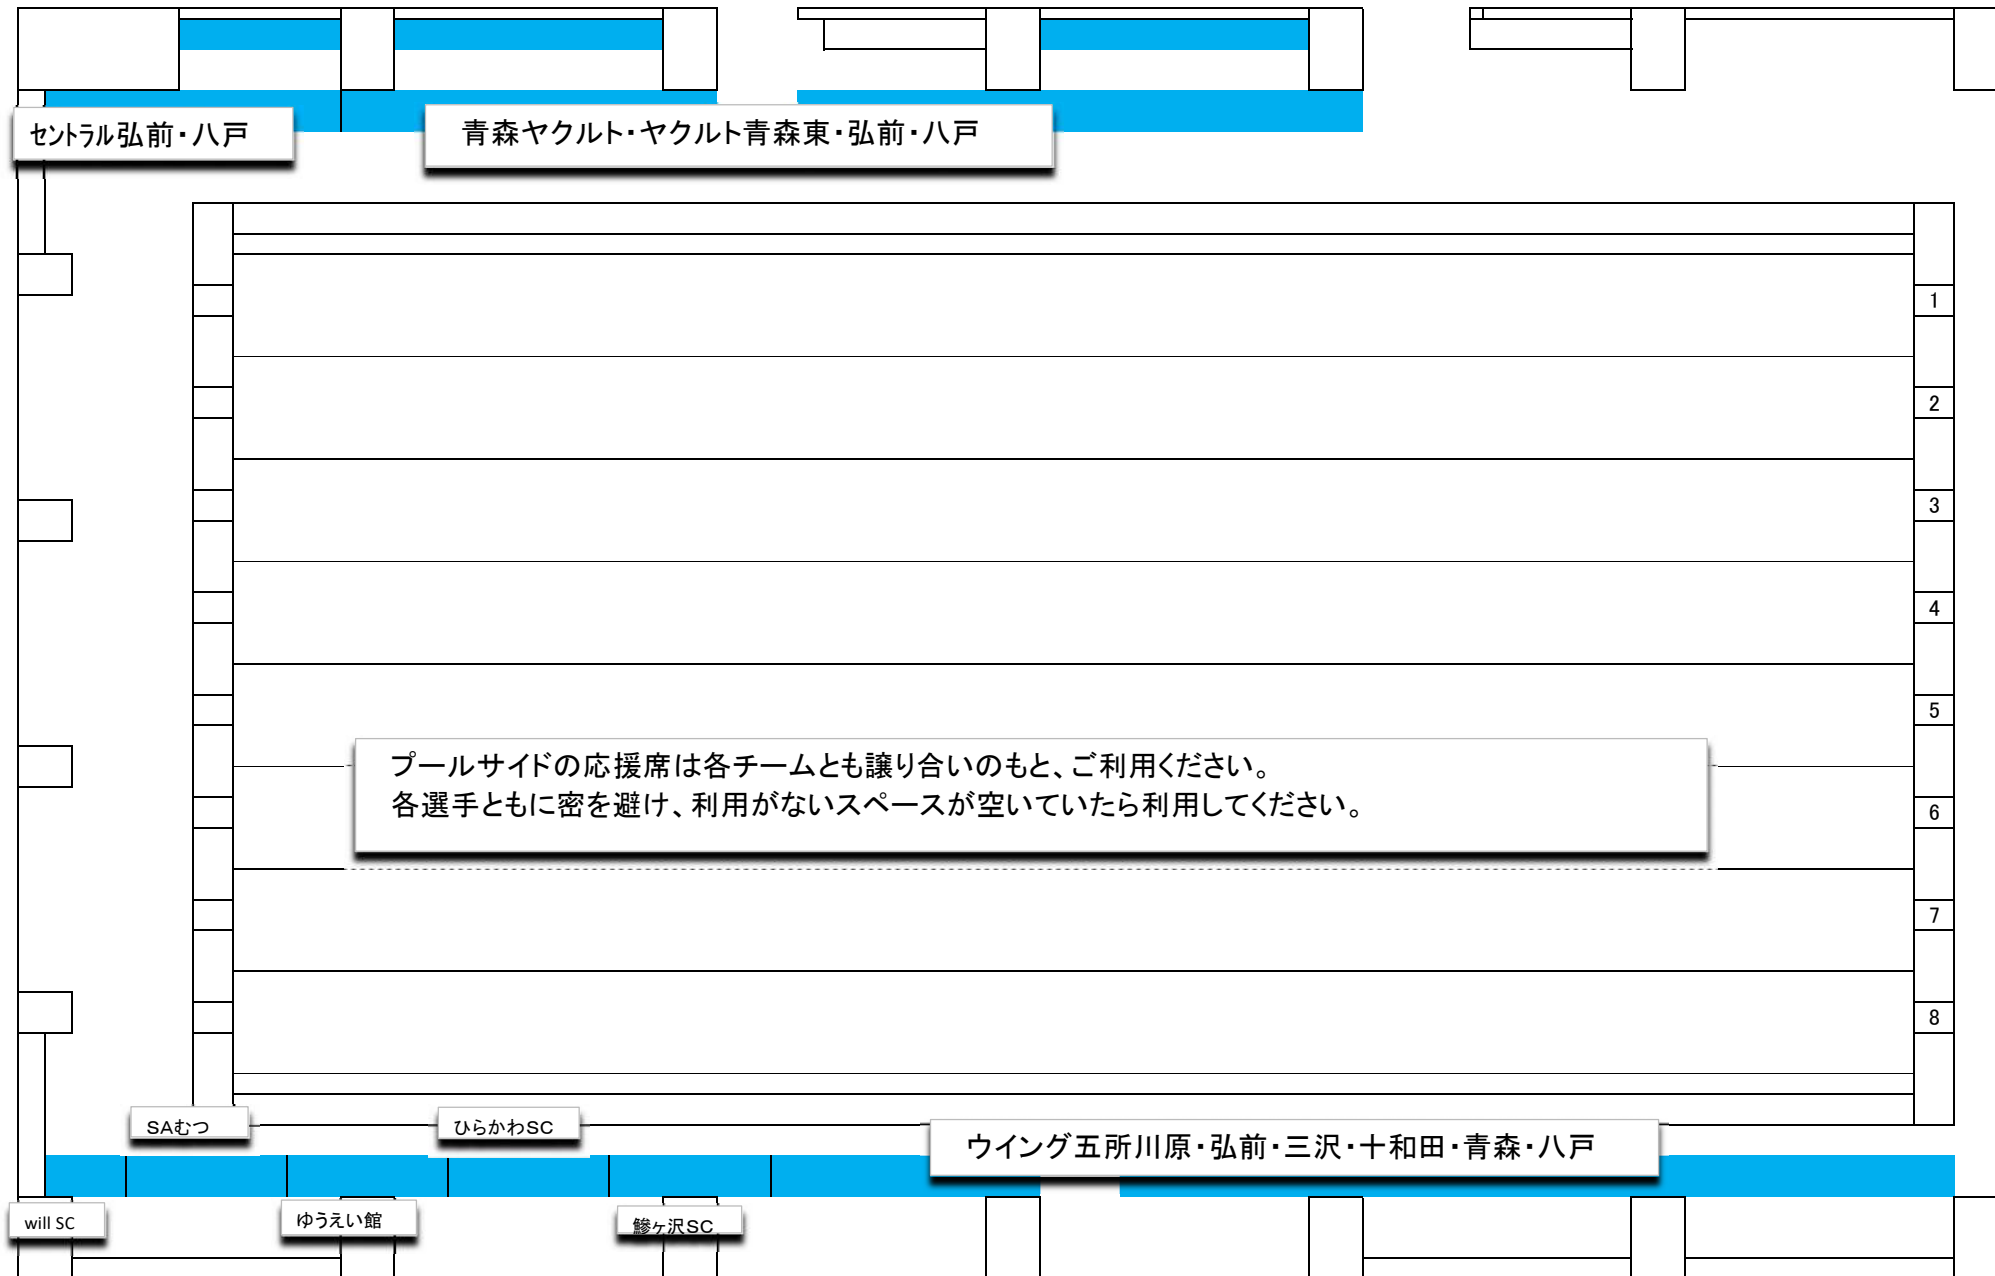 セントラル弘前・八戸
青森ヤクルト・ヤクルト青森東・弘前・八戸
1
2
3
4
5
プールサイドの応援席は各チームとも譲り合いのもと、ご利用ください。
各選手ともに密を避け、利用がないスペースが空いていたら利用してください。
6
7
8
SAむつ
ひらかわSC
ウイング五所川原・弘前・三沢・十和田・青森・八戸
will SC
ゆうえい館
鰺ヶ沢SC